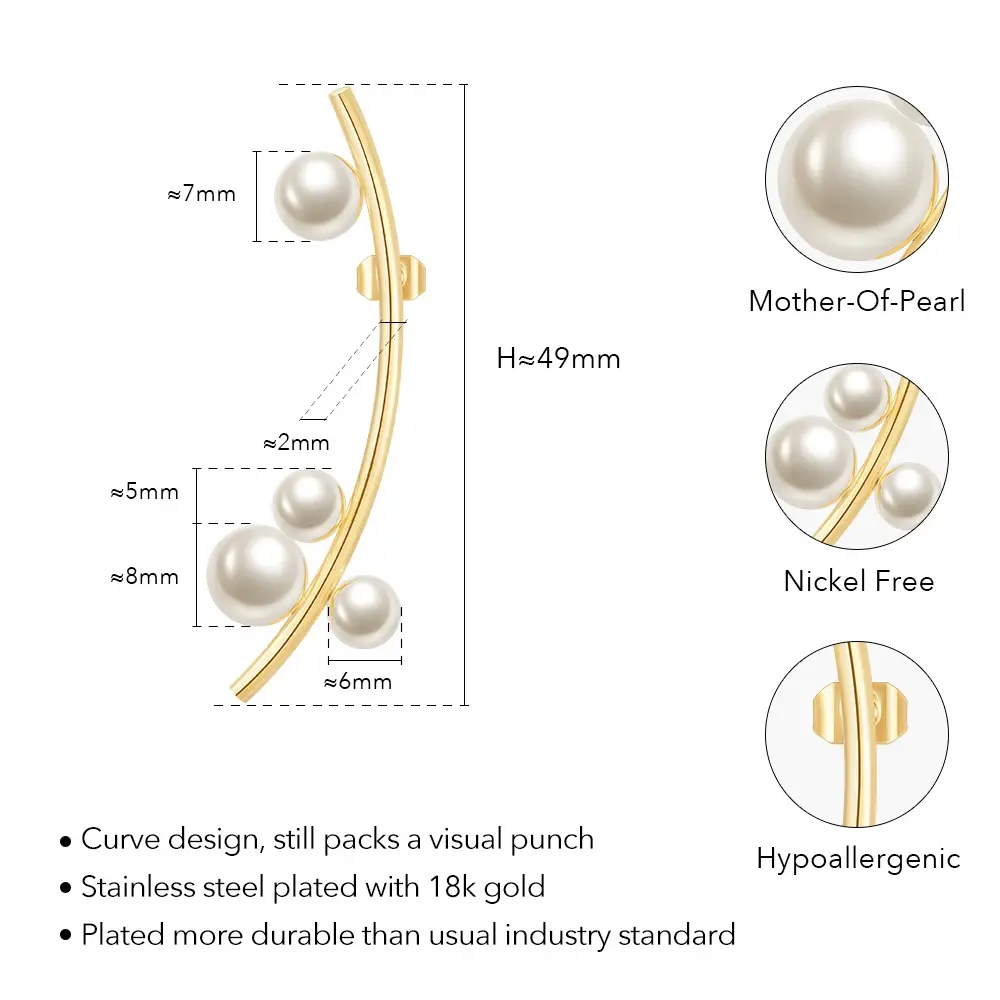 ≈7mm
H≈49mm
≈2mm
≈5mm
≈8mm
≈6mm
Mother-Of-Pearl
Nickel Free
Hypoallergenic
• Curve design, still packs a visual punch
• Stainless steel plated with 18k gold
• Plated more durable than usual industry standard